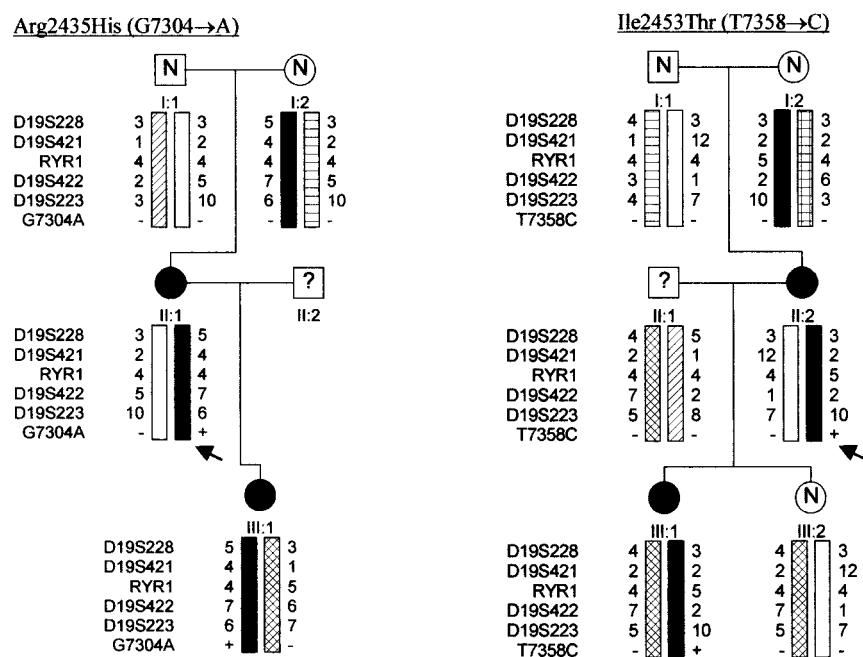 Arg2435His (G7304→A)
N N
I:1 I:2
D19S228 3 3 5 3
D19S421 1 2 4 2
RYR1 4 4 4 4
D19S422 2 5 7 5
D19S223 3 10 6 10
G7304A - - - -
?
II:1 II:2
D19S228 3 5
D19S421 2 4
RYR1 4 4
D19S422 5 7
D19S223 10 6
G7304A - +
III:1
D19S228 5 3
D19S421 4 1
RYR1 4 5
D19S422 7 6
D19S223 6 7
G7304A + -
Ile2453Thr (T7358→C)
N N
I:1 I:2
D19S228 4 3 3 3
D19S421 1 12 2 2
RYR1 4 4 5 4
D19S422 3 1 2 6
D19S223 4 7 10 3
T7358C - - - -
?
II:1 II:2
D19S228 4 5 3 3
D19S421 2 1 12 2
RYR1 4 4 4 5
D19S422 7 2 1 2
D19S223 5 8 7 10
T7358C - - - +
N
III:1 III:2
D19S228 4 3 4 3
D19S421 2 2 2 12
RYR1 4 5 4 4
D19S422 7 2 7 1
D19S223 5 10 5 7
T7358C - + - -